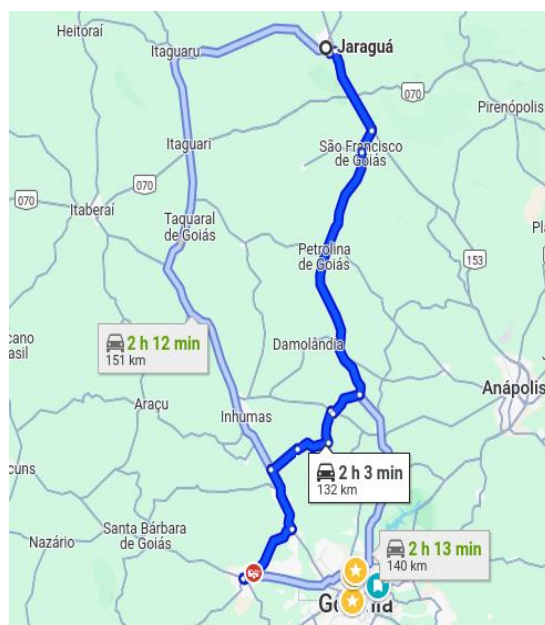 Heitoraí
Itaguaru
Jaraguá
070
Pirenópolis
Itaguari
São Francisco
de Goiás
070
070
Itaberaí
Taquaral
de Goiás
Petrolina
de Goiás
153
2 h 12 min
151 km
Damolândia
Anápolis
Araçu
Inhumas
2 h 3 min
132 km
Santa Bárbara
de Goiás
Nazário
2 h 13 min
140 km